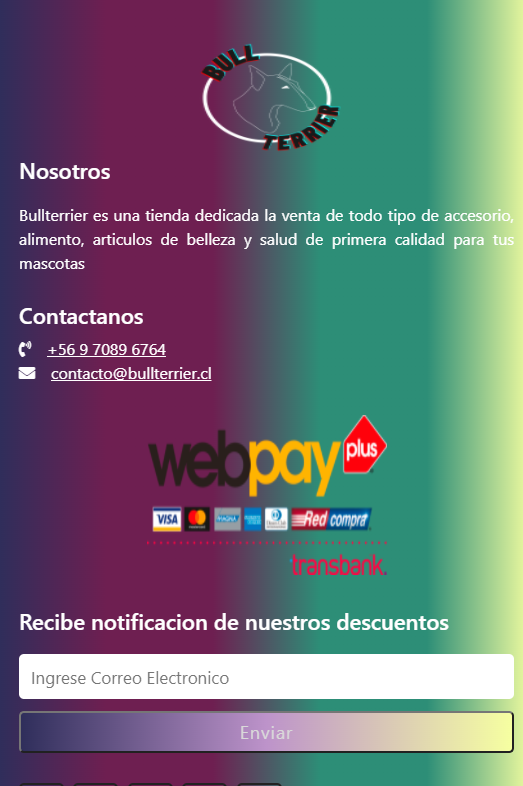 BULL
TERRIER
Nosotros
Bullterrier es una tienda dedicada la venta de todo tipo de accesorio,
alimento, articulos de belleza y salud de primera calidad para tus
mascotas
Contactanos
+56 9 7089 6764
contacto@bullterrier.cl
webpay plus
VISA
Red compra
transbank.
Recibe notificacion de nuestros descuentos
Ingrese Correo Electronico
Enviar